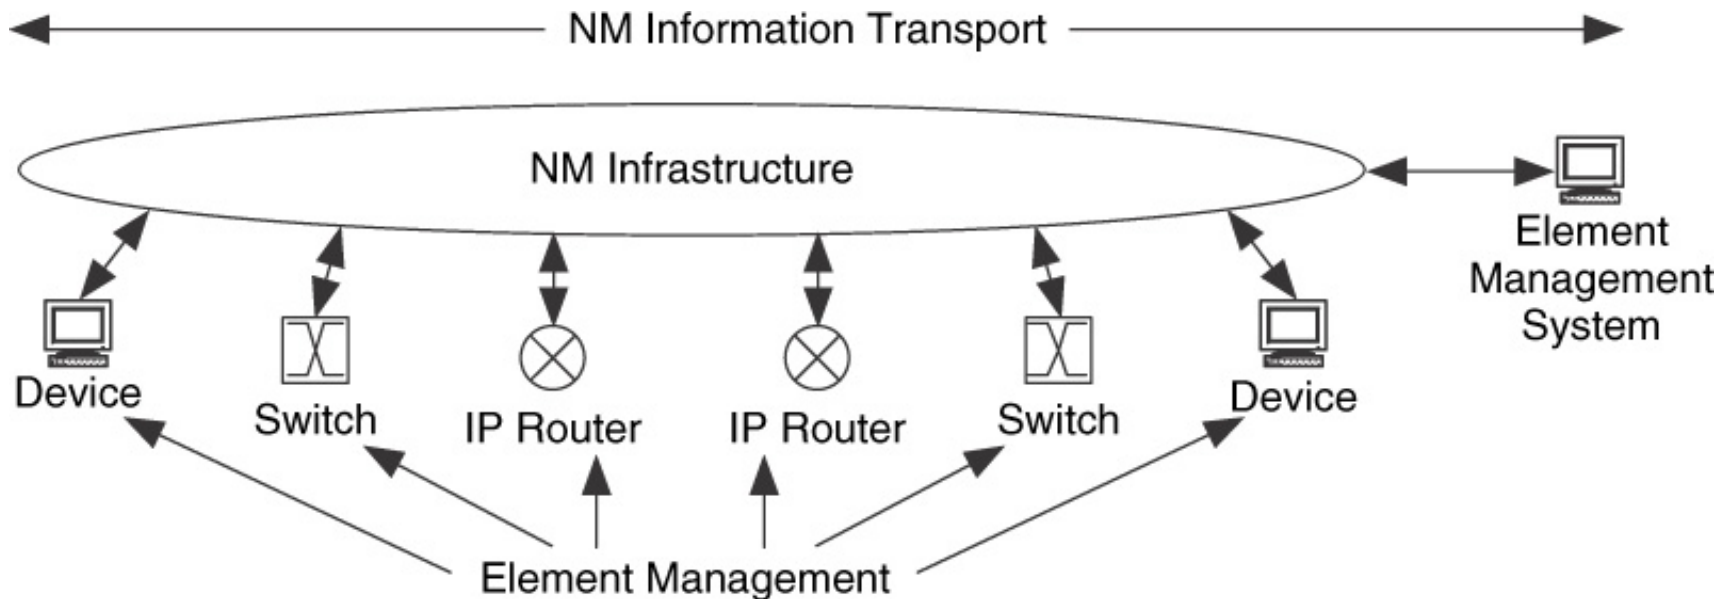 NM Information Transport
NM Infrastructure
Element
Management
System
Device
Switch
IP Router
IP Router
Switch
Device
Element Management